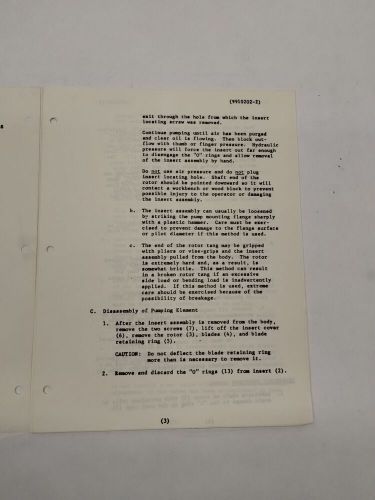 (9950202-E)
exit through the hole from which the insert
locating screw was removed.
Continue pumping until air has been purged
and clear oil is flowing. Then block out-
flow with thumb or finger pressure. Hydraulic
pressure will force the insert out far enough
to disengage the "O" rings and allow removal
of the insert assembly by hand.
Do not use air pressure and do not plug
insert locating hole. Shaft end of the
rotor should be pointed downward so it will
contact a workbench or wood block to prevent
possible injury to the operator or damaging
the insert assembly.
b. The insert assembly can usually be loosened
by striking the pump mounting flange sharply
with a plastic hammer. Care must be exer-
cised to prevent damage to the flange surface
or pilot diameter if this method is used.
c. The end of the rotor tang may be gripped
with pliers or vise-grips and the insert
assembly pulled from the body. The rotor
is extremely hard and, as a result, is
somewhat brittle. This method can result
in a broken rotor tang if an excessive
side load or bending load is inadvertently
applied. If this method is used, extreme
care should be exercised because of the
possibility of breakage.
C. Disassembly of Pumping Element
1. After the insert assembly is removed from the body,
remove the two screws (7), lift off the insert cover
(6), remove the rotor (3), blades (4), and blade
retaining ring (5).
CAUTION: Do not deflect the blade retaining ring
more than is necessary to remove it.
2. Remove and discard the "O" rings (13) from insert (2).
(3)